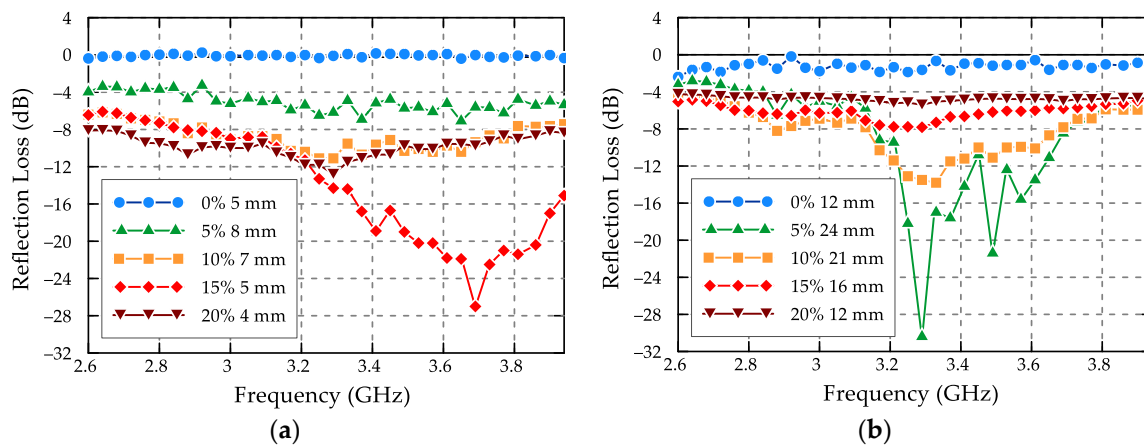 4
0
−4
−8
−12
−16
−20
−24
−28
−32
Reflection Loss (dB)
0% 5 mm
5% 8 mm
10% 7 mm
15% 5 mm
20% 4 mm
2.6 2.8 3 3.2 3.4 3.6 3.8
Frequency (GHz)
(a)
4
0
−4
−8
−12
−16
−20
−24
−28
−32
Reflection Loss (dB)
0% 12 mm
5% 24 mm
10% 21 mm
15% 16 mm
20% 12 mm
2.6 2.8 3 3.2 3.4 3.6 3.8
Frequency (GHz)
(b)